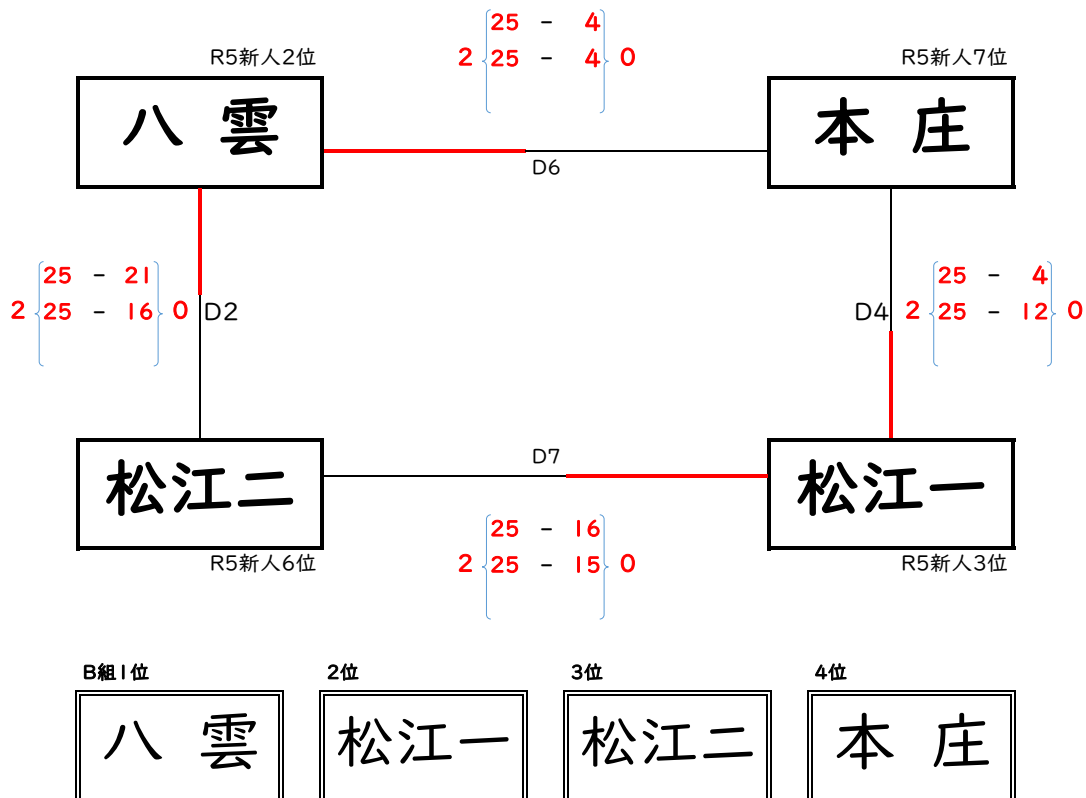 25 - 4
2 25 - 4 0
R5新人2位 R5新人7位
八 雲 本 庄
D6
25 - 21 25 - 4
2 25 - 16 0 D2 D4 2 25 - 12 0
D7
松江二 松江一
25 - 16
R5新人6位 2 25 - 15 0 R5新人3位
B組1位 2位 3位 4位
八 雲 松江一 松江二 本 庄